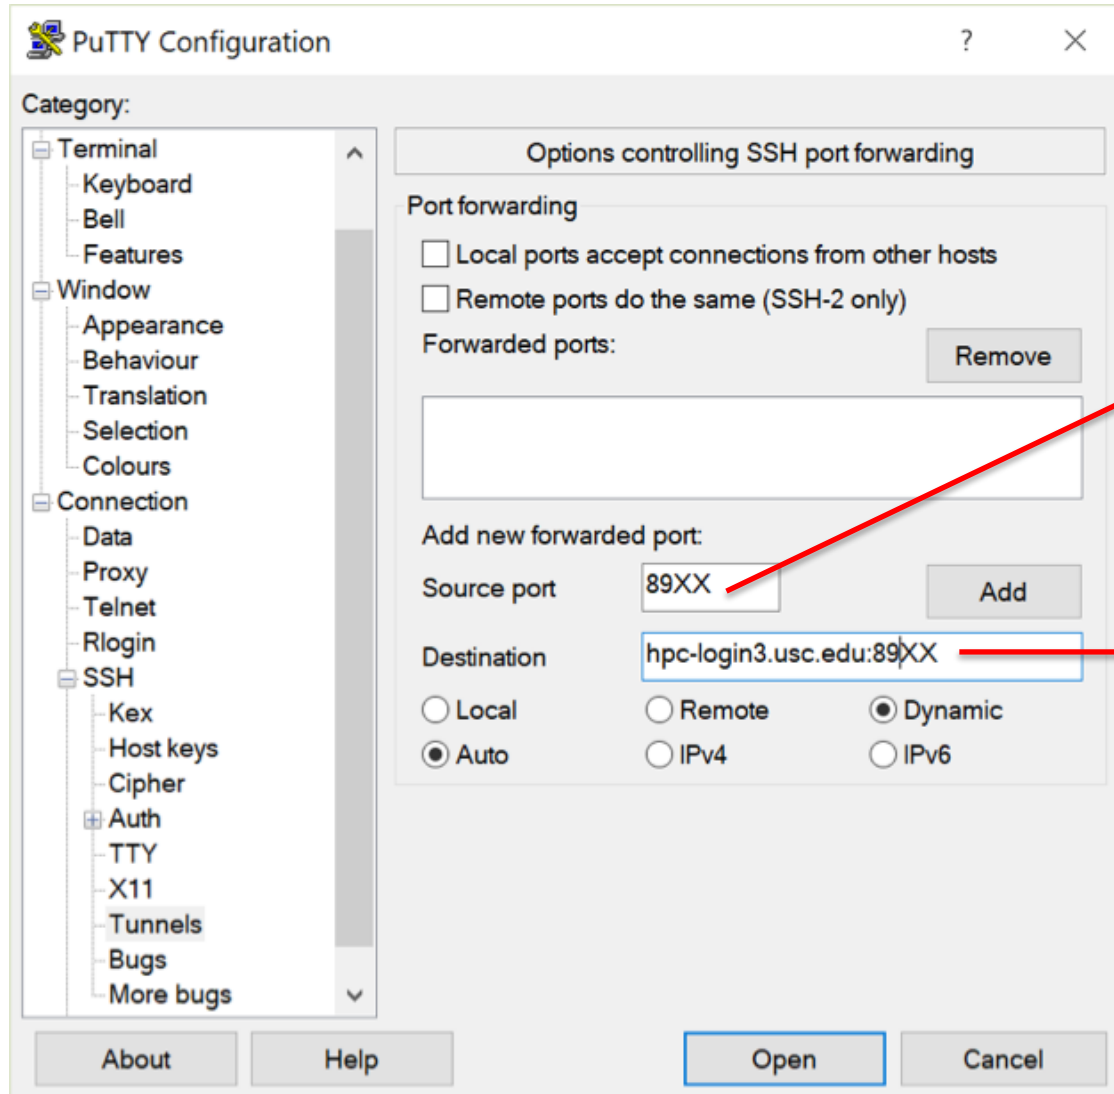 PuTTY Configuration
?
Category:
Terminal
Keyboard
Bell
Features
Window
Appearance
Behaviour
Translation
Selection
Colours
Connection
Data
Proxy
Telnet
Rlogin
SSH
Kex
Host keys
Cipher
Auth
TTY
X11
Tunnels
Bugs
More bugs
Options controlling SSH port forwarding
Port forwarding
Local ports accept connections from other hosts
Remote ports do the same (SSH-2 only)
Forwarded ports:
Remove
Add new forwarded port:
Source port 89XX Add
Destination hpc-login3.usc.edu:89XX
Local Remote Dynamic
Auto IPv4 IPv6
About Help Open Cancel